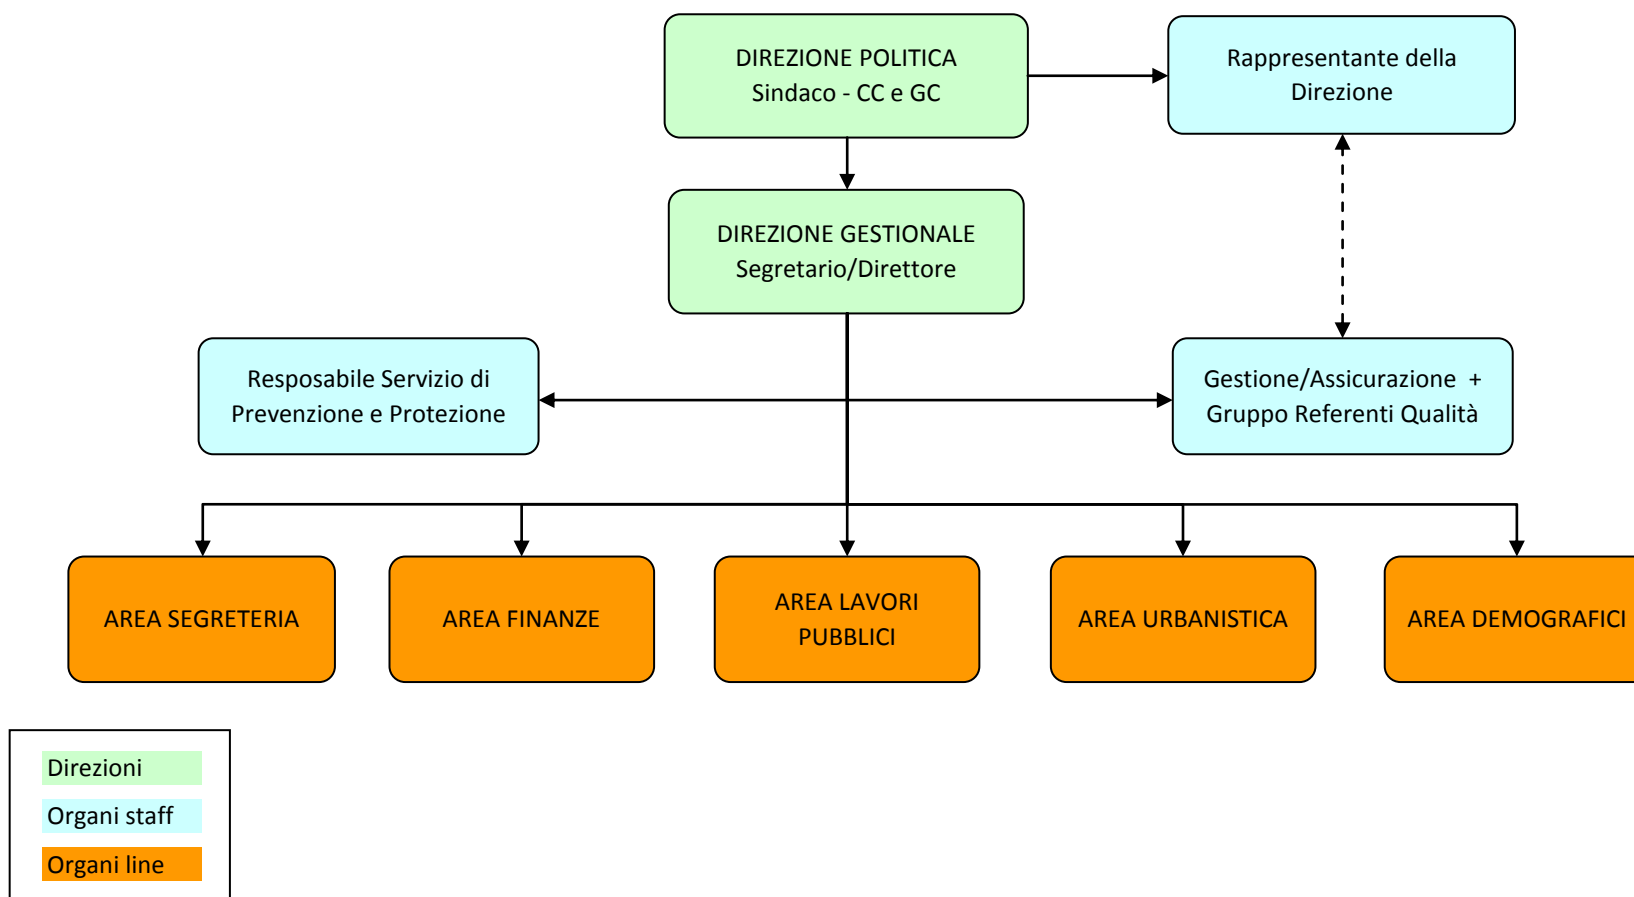 DIREZIONE POLITICA
Sindaco - CC e GC
Rappresentante della
Direzione
DIREZIONE GESTIONALE
Segretario/Direttore
Resposabile Servizio di
Prevenzione e Protezione
Gestione/Assicurazione +
Gruppo Referenti Qualità
AREA SEGRETERIA
AREA FINANZE
AREA LAVORI
PUBBLICI
AREA URBANISTICA
AREA DEMOGRAFICI
Direzioni
Organi staff
Organi line